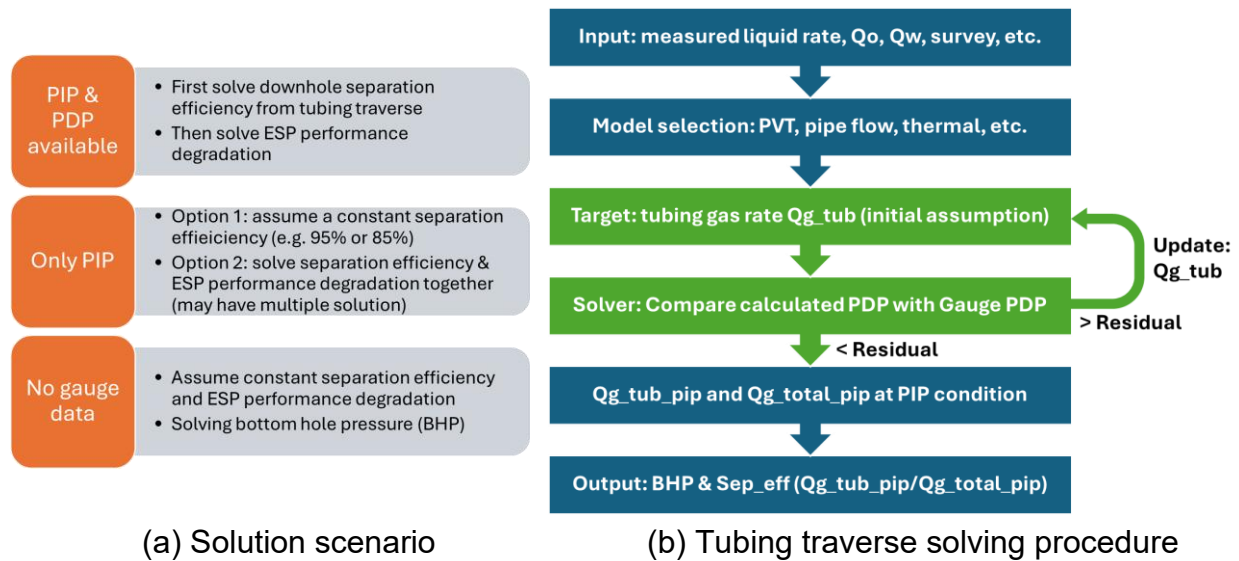 PIP &
PDP
available
• First solve downhole separation
efficiency from tubing traverse
• Then solve ESP performance
degradation
Only PIP
• Option 1: assume a constant separation
effieiciency (e.g. 95% or 85%)
• Option 2: solve separation efficiency &
ESP performance degradation together
(may have multiple solution)
No gauge
data
• Assume constant separation efficiency
and ESP performance degradation
• Solving bottom hole pressure (BHP)
(a) Solution scenario
Input: measured liquid rate, Qo, Qw, survey, etc.
Model selection: PVT, pipe flow, thermal, etc.
Target: tubing gas rate Qg_tub (initial assumption)
Update:
Qg_tub
Solver: Compare calculated PDP with Gauge PDP
> Residual
< Residual
Qg_tub_pip and Qg_total_pip at PIP condition
Output: BHP & Sep_eff (Qg_tub_pip/Qg_total_pip)
(b) Tubing traverse solving procedure